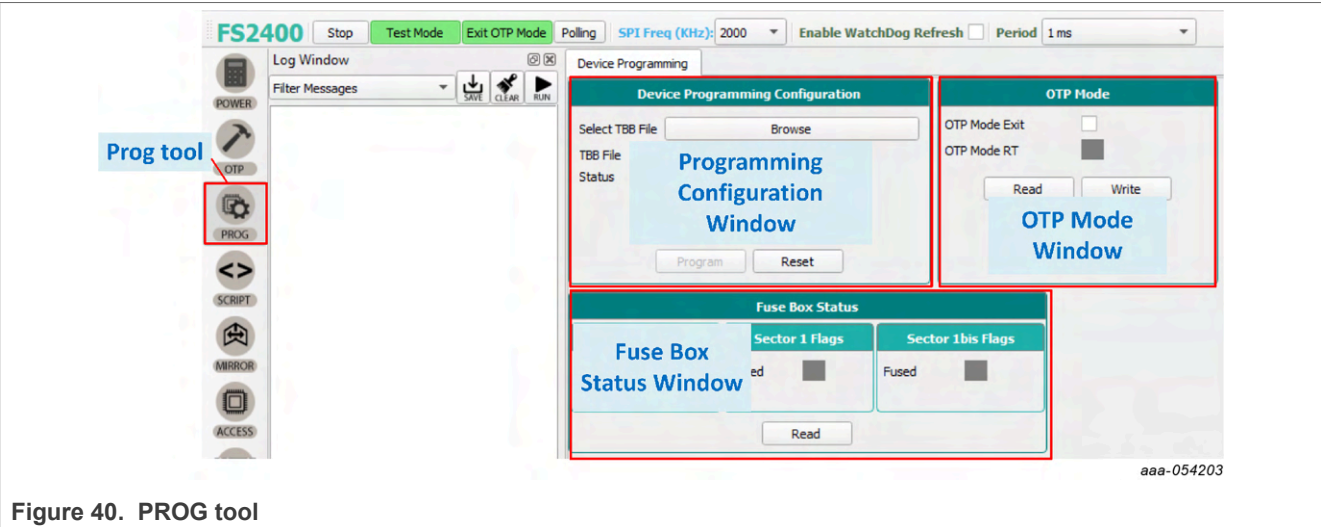 FS2400 Stop Test Mode Exit OTP Mode Polling SPI Freq (KHz): 2000 Enable WatchDog Refresh Period 1 ms
POWER
OTP
PROG
SCRIPT
MIRROR
ACCESS
Prog tool
Log Window
Filter Messages SAVE CLEAR RUN
Device Programming
Device Programming Configuration
Select TBB File Browse
TBB File
Status
Programming
Configuration
Window
Program Reset
OTP Mode
OTP Mode Exit
OTP Mode RT
Read Write
OTP Mode
Window
Fuse Box Status
Sector 1 Flags Sector 1bis Flags
Fused
Fuse Box
Status Window
Read
aaa-054203
Figure 40. PROG tool